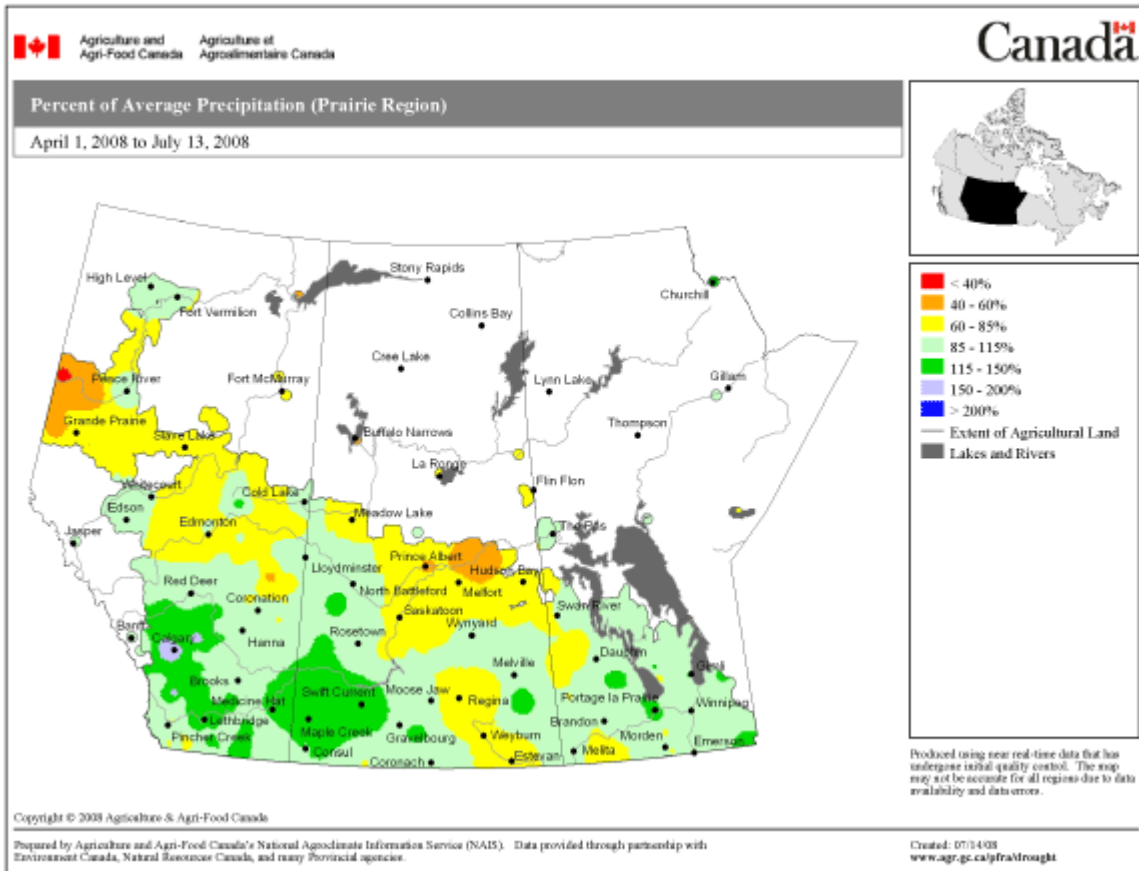 Agriculture and
Agri-Food Canada
Agriculture et
Agroalimentaire Canada
Canada
Percent of Average Precipitation (Prairie Region)
April 1, 2008 to July 13, 2008
< 40%
40 - 60%
60 - 85%
85 - 115%
115 - 150%
150 - 200%
> 200%
Extent of Agricultural Land
Lakes and Rivers
High Level
Fort Vermilion
Stony Rapids
Churchill
Collins Bay
Peace River
Fort McMurray
Cree Lake
Lynn Lake
Gillam
Grande Prairie
Slave Lake
Buffalo Narrows
Thompson
La Ronge
Flin Flon
Whitecourt
Cold Lake
Edson
Edmonton
Meadow Lake
The Pas
Jasper
Lloydminster
Prince Albert
Hudson Bay
Red Deer
North Battleford
Melfort
Coronation
Saskatoon
Swan River
Banff
Calgary
Hanna
Rosetown
Wynyard
Dauphin
Gimli
Brooks
Melville
Medicine Hat
Swift Current
Moose Jaw
Regina
Portage la Prairie
Winnipeg
Lethbridge
Pincher Creek
Maple Creek
Gravelbourg
Weyburn
Brandon
Morden
Emerson
Consul
Coronach
Estevan
Melita
Produced using near real-time data that has
undergone initial quality control. The map
may not be accurate for all regions due to data
availability and data errors.
Copyright © 2008 Agriculture & Agri-Food Canada
Prepared by Agriculture and Agri-Food Canada's National Agroclimate Information Service (NAIS). Data provided through partnership with
Environment Canada, Natural Resources Canada, and many Provincial agencies.
Created: 07/14/08
www.agr.gc.ca/pfra/drought